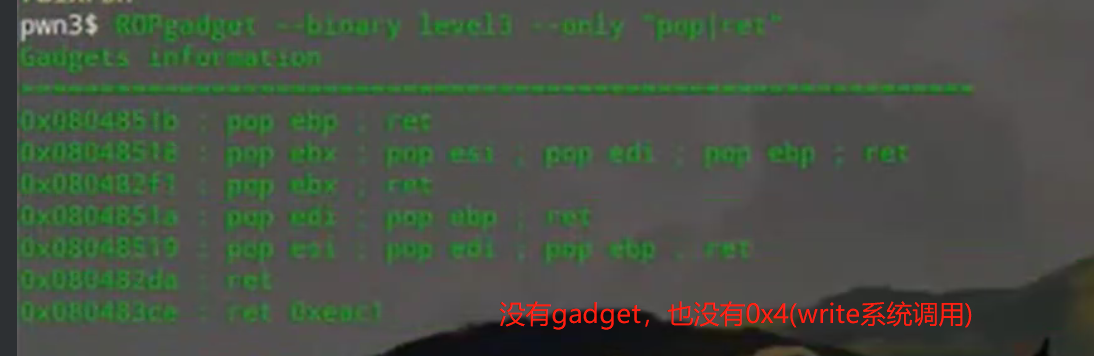 pwn3$ ROPgadget --binary level3 --only "pop|ret"
Gadgets information
============================================================
0x0804851b : pop ebp ; ret
0x08048518 : pop ebx ; pop esi ; pop edi ; pop ebp ; ret
0x080482f1 : pop ebx ; ret
0x0804851a : pop edi ; pop ebp ; ret
0x08048519 : pop esi ; pop edi ; pop ebp ; ret
0x080482da : ret
0x080483ce : ret 0xeac1
没有gadget，也没有0x4(write系统调用)